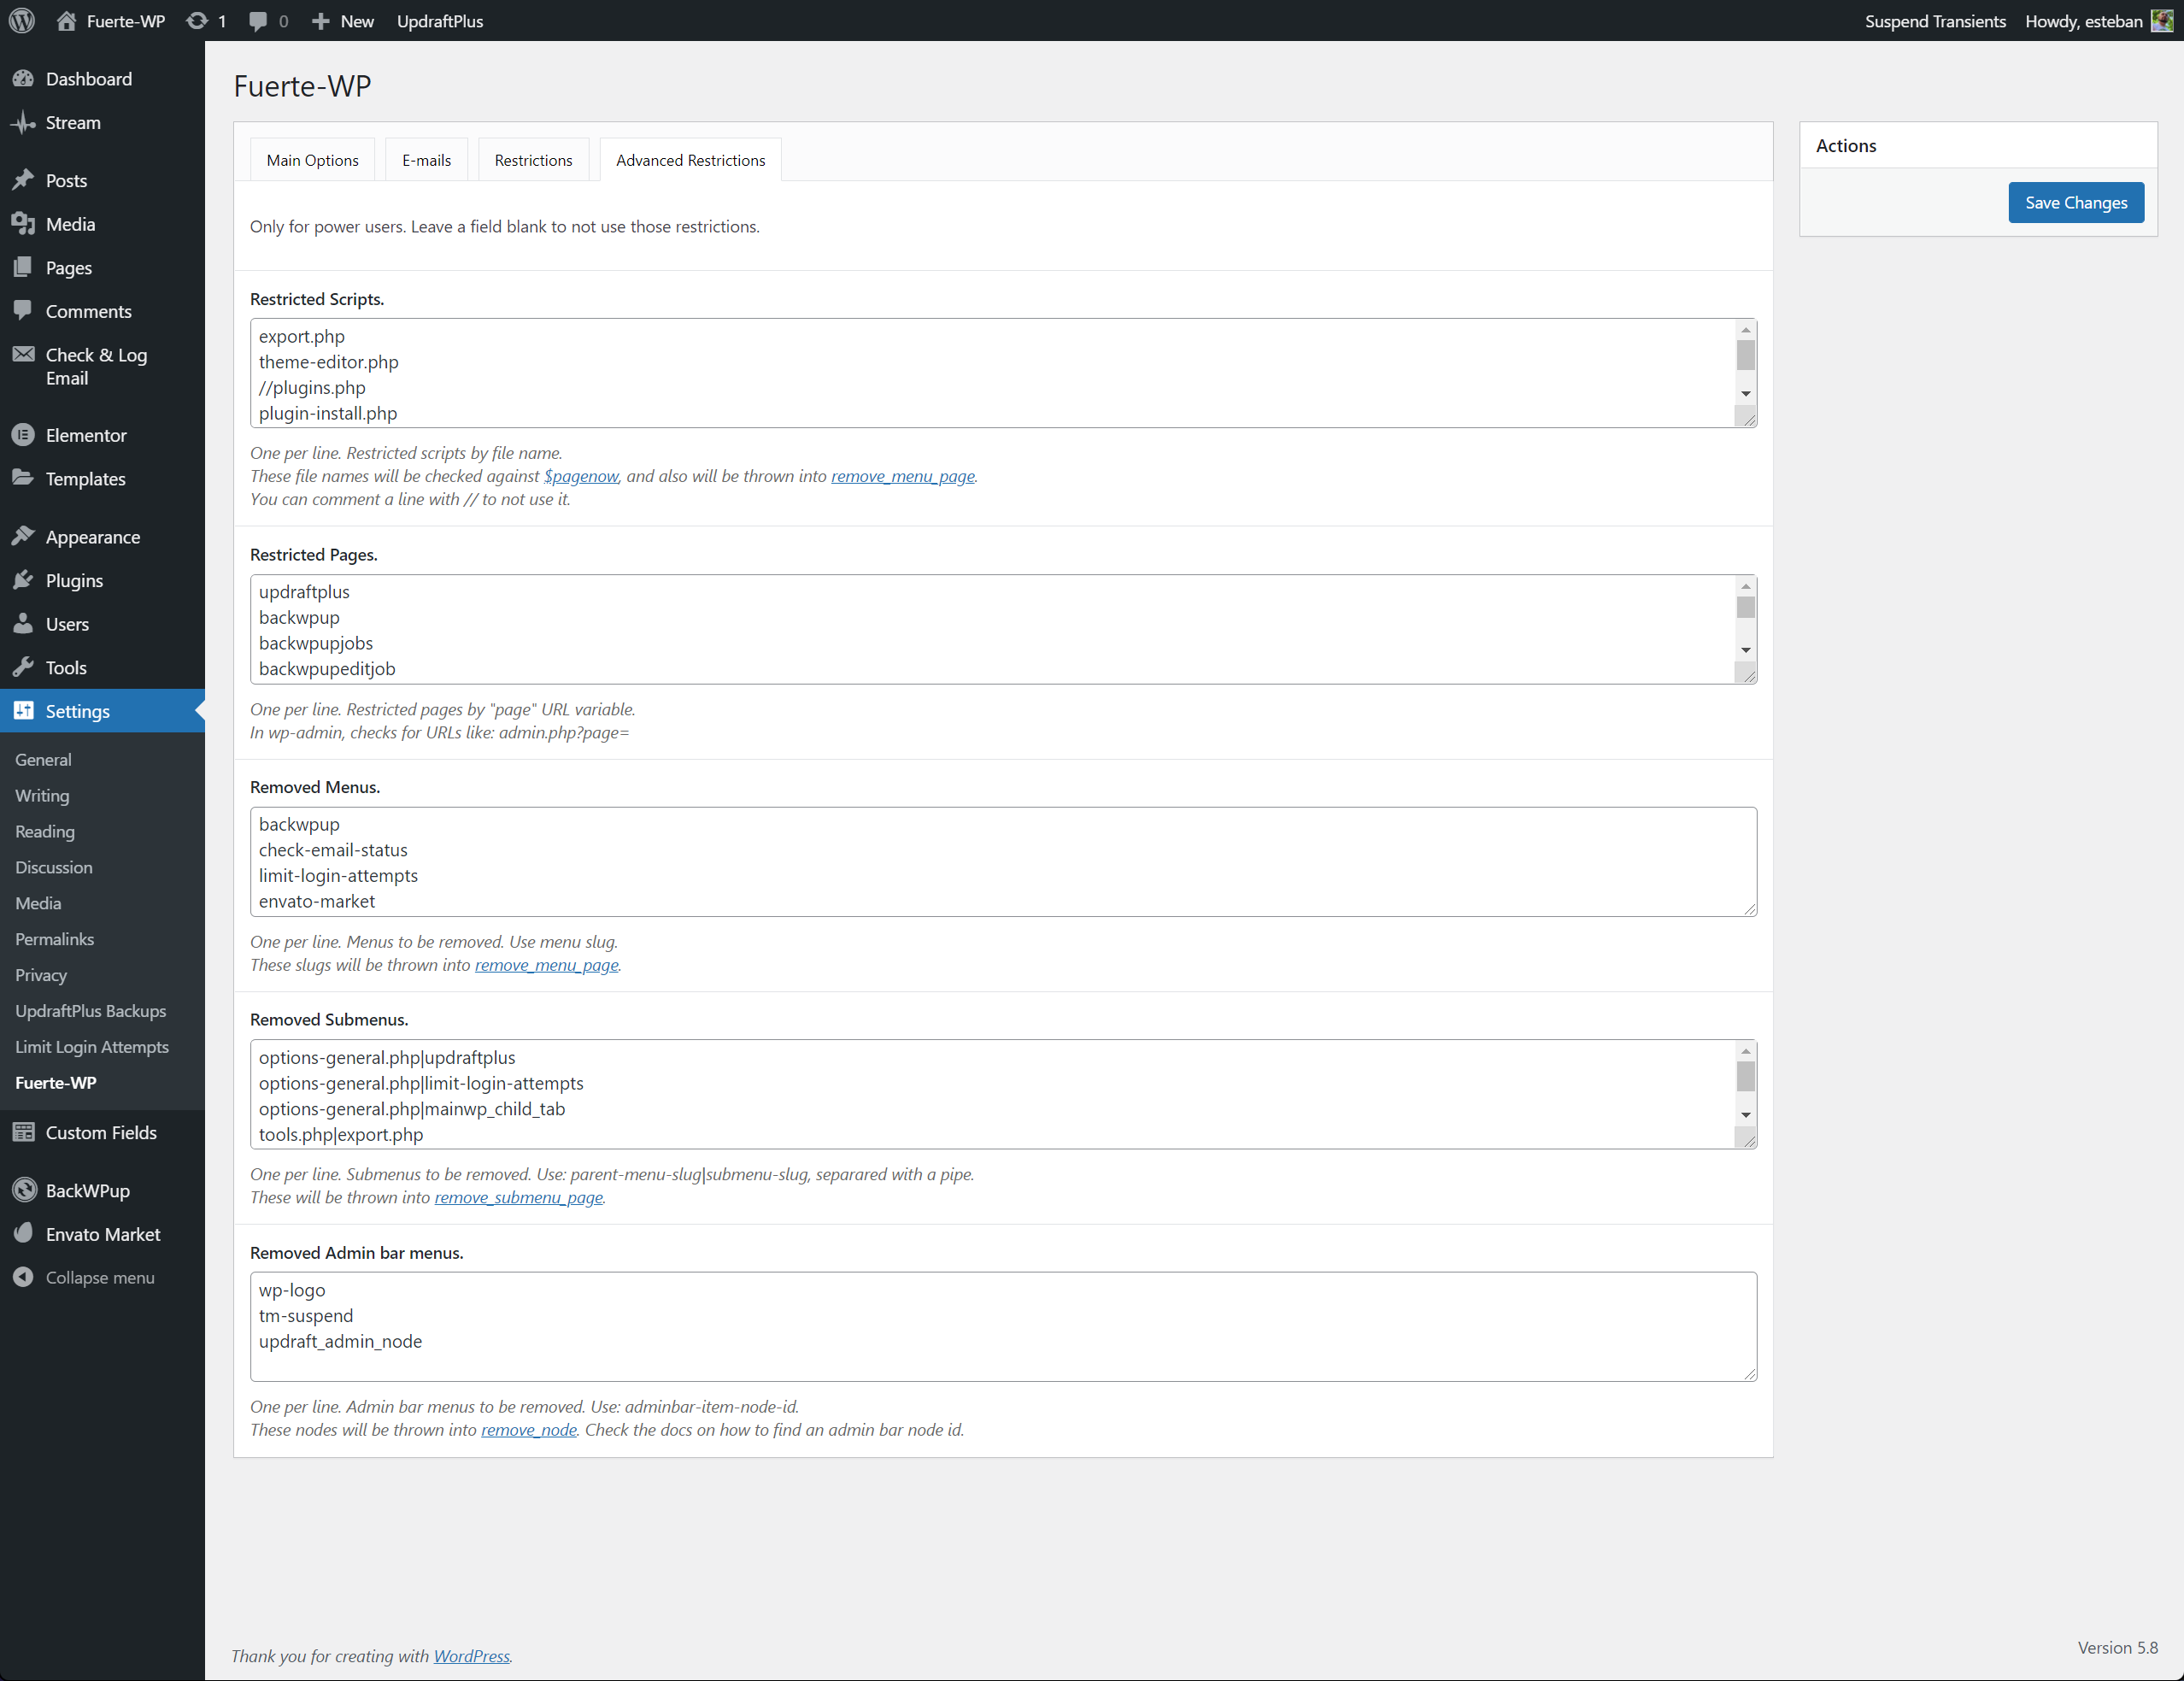 Fuerte-WP 1 0 New UpdraftPlus Suspend Transients Howdy, esteban
Dashboard
Stream
Posts
Media
Pages
Comments
Check & Log
Email
Elementor
Templates
Appearance
Plugins
Users
Tools
Settings
General
Writing
Reading
Discussion
Media
Permalinks
Privacy
UpdraftPlus Backups
Limit Login Attempts
Fuerte-WP
Custom Fields
BackWPup
Envato Market
Collapse menu
Fuerte-WP
Main Options E-mails Restrictions Advanced Restrictions
Only for power users. Leave a field blank to not use those restrictions.
Restricted Scripts.
export.php
theme-editor.php
//plugins.php
plugin-install.php
One per line. Restricted scripts by file name.
These file names will be checked against $pagenow, and also will be thrown into remove_menu_page.
You can comment a line with // to not use it.
Restricted Pages.
updraftplus
backwpup
backwpupjobs
backwpupeditjob
One per line. Restricted pages by "page" URL variable.
In wp-admin, checks for URLs like: admin.php?page=
Removed Menus.
backwpup
check-email-status
limit-login-attempts
envato-market
One per line. Menus to be removed. Use menu slug.
These slugs will be thrown into remove_menu_page.
Removed Submenus.
options-general.php|updraftplus
options-general.php|limit-login-attempts
options-general.php|mainwp_child_tab
tools.php|export.php
One per line. Submenus to be removed. Use: parent-menu-slug|submenu-slug, separared with a pipe.
These will be thrown into remove_submenu_page.
Removed Admin bar menus.
wp-logo
tm-suspend
updraft_admin_node
One per line. Admin bar menus to be removed. Use: adminbar-item-node-id.
These nodes will be thrown into remove_node. Check the docs on how to find an admin bar node id.
Actions
Save Changes
Thank you for creating with WordPress.
Version 5.8